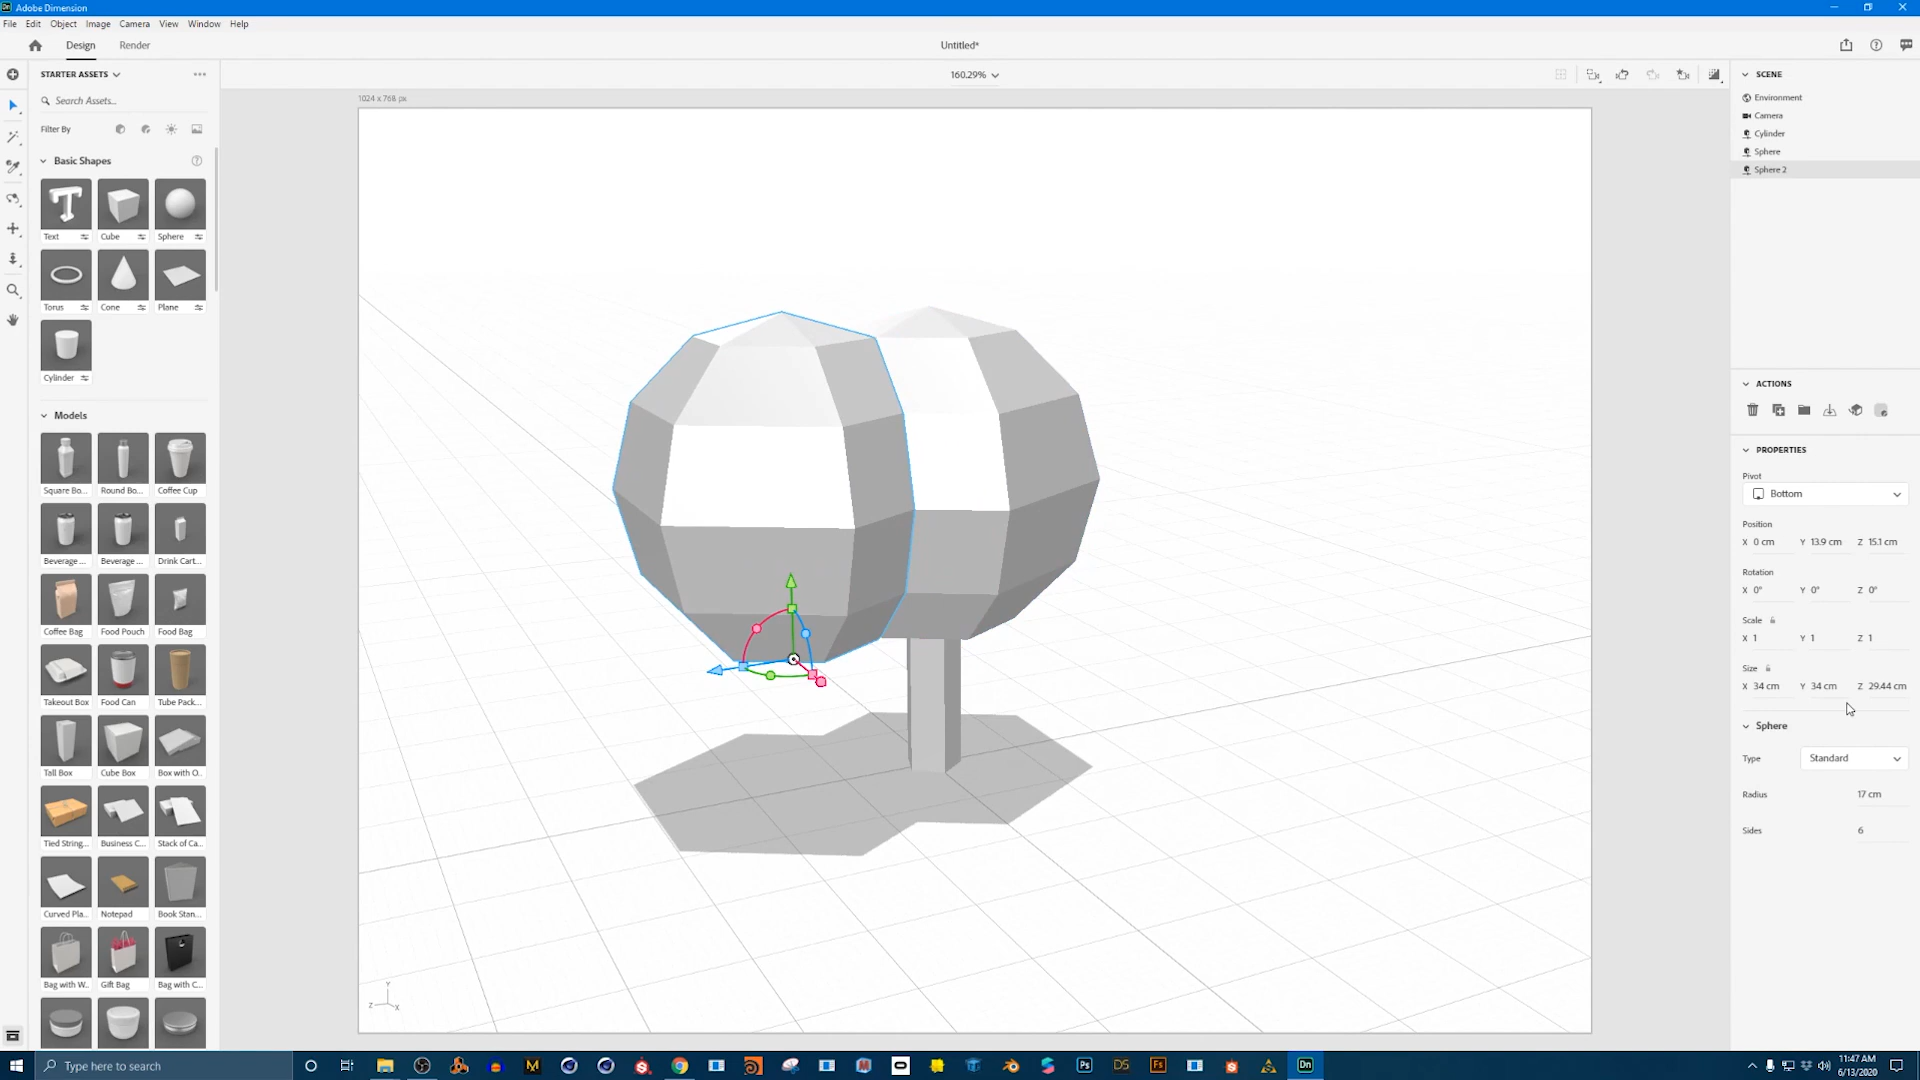 Adobe Dimension
File Edit Object Image Camera View Window Help
Design Render
Untitled*
STARTER ASSETS
160.29%
Search Assets...
1024 x 768 px
Filter By
Basic Shapes
Text Cube Sphere
Torus Cone Plane
Cylinder
Models
Square Bo... Round Bo... Coffee Cup
Beverage ... Beverage ... Drink Cart...
Coffee Bag Food Pouch Food Bag
Takeout Box Food Can Tube Pack...
Tall Box Cube Box Box with O...
Tied String... Business C... Stack of Ca...
Curved Pla... Notepad Book Stan...
Bag with W... Gift Bag Bag with C...
Y
Z X
SCENE
Environment
Camera
Cylinder
Sphere
Sphere 2
ACTIONS
PROPERTIES
Pivot
Bottom
Position
X 0 cm Y 13.9 cm Z 15.1 cm
Rotation
X 0° Y 0° Z 0°
Scale
X 1 Y 1 Z 1
Size
X 34 cm Y 34 cm Z 29.44 cm
Sphere
Type Standard
Radius 17 cm
Sides 6
Type here to search
M
Ps
DS
Fs
Dn
11:47 AM
6/13/2020